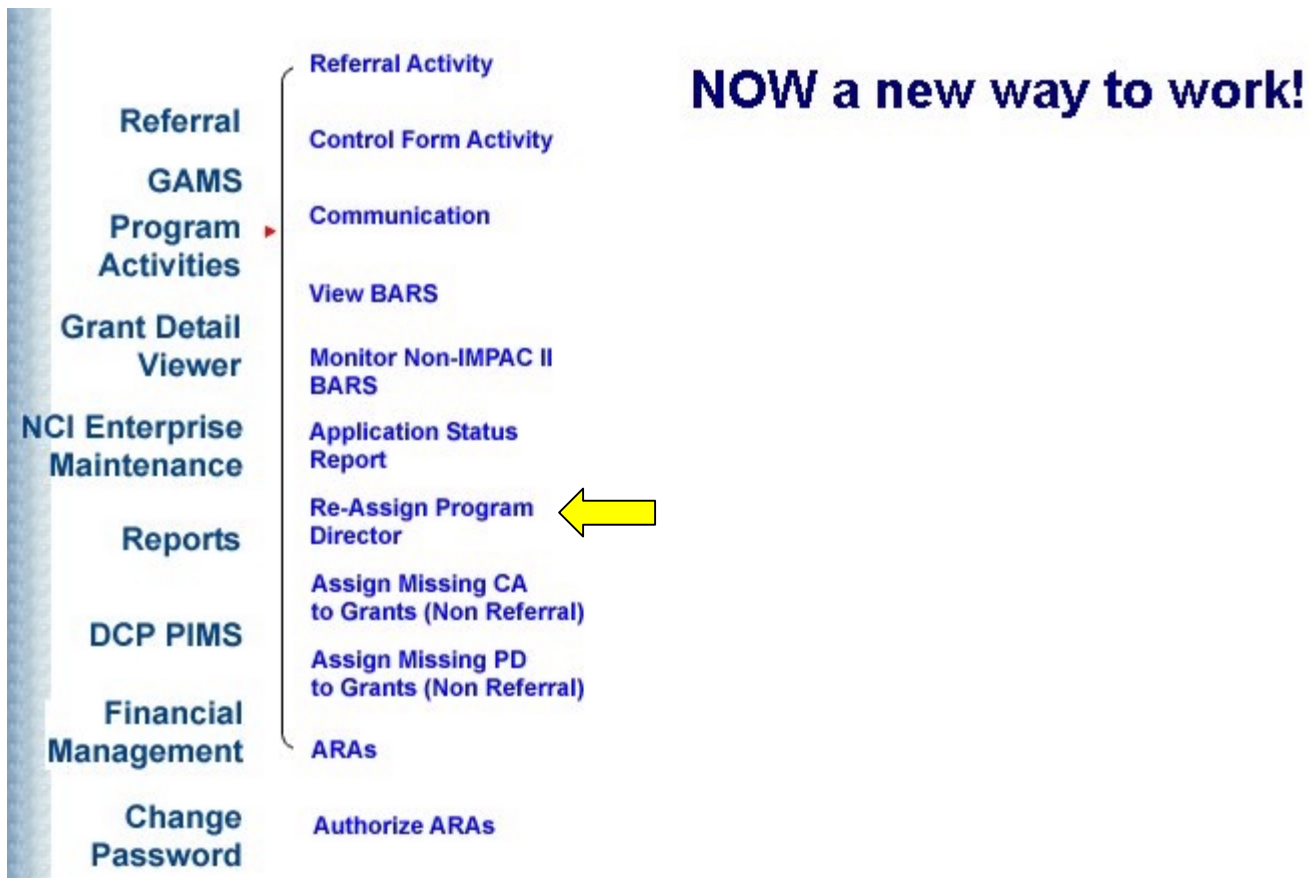 Referral
GAMS
Program
Activities
Grant Detail
Viewer
NCI Enterprise
Maintenance
Reports
DCP PIMS
Financial
Management
Change
Password
Referral Activity
Control Form Activity
Communication
View BARS
Monitor Non-IMPAC II
BARS
Application Status
Report
Re-Assign Program
Director
Assign Missing CA
to Grants (Non Referral)
Assign Missing PD
to Grants (Non Referral)
ARAs
Authorize ARAs
NOW a new way to work!